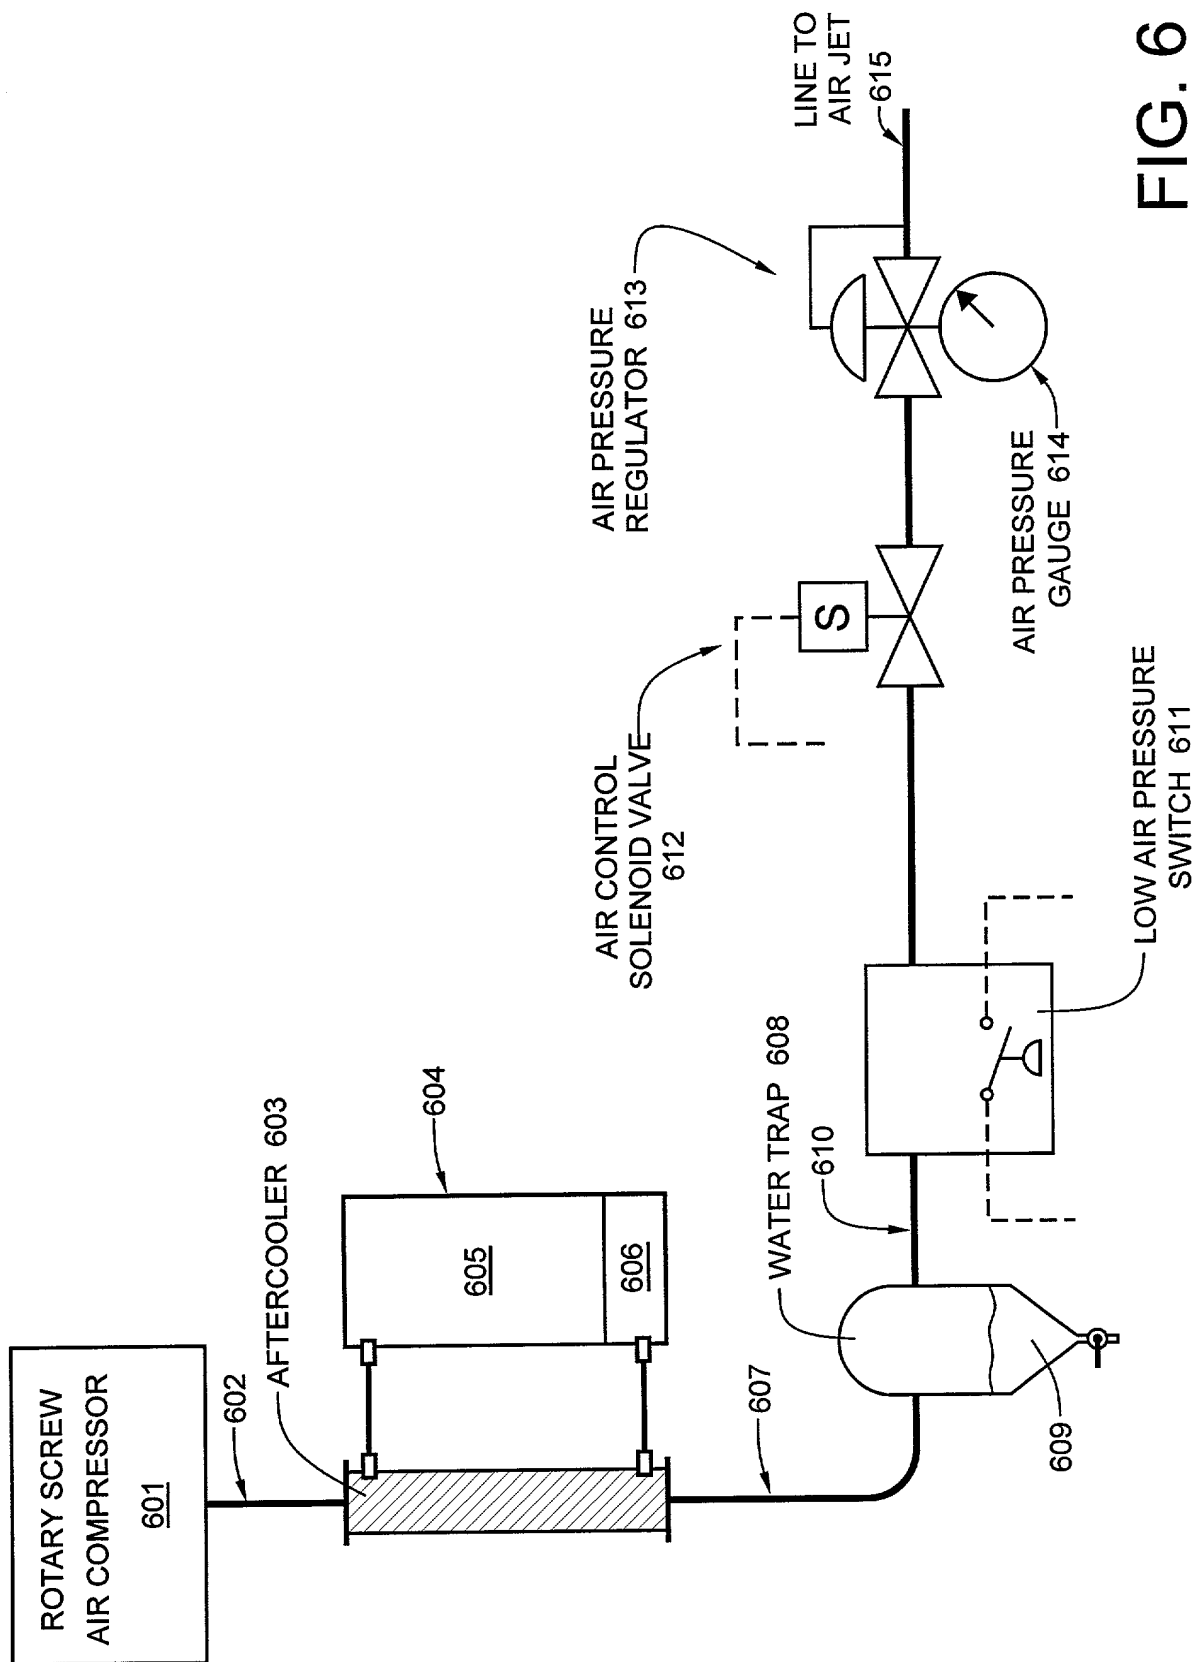 ROTARY SCREW
AIR COMPRESSOR
601
602
AFTERCOOLER 603
604
605
606
607
WATER TRAP 608
609
610
LOW AIR PRESSURE
SWITCH 611
AIR CONTROL
SOLENOID VALVE
612
S
AIR PRESSURE
REGULATOR 613
AIR PRESSURE
GAUGE 614
LINE TO
AIR JET
615
FIG. 6